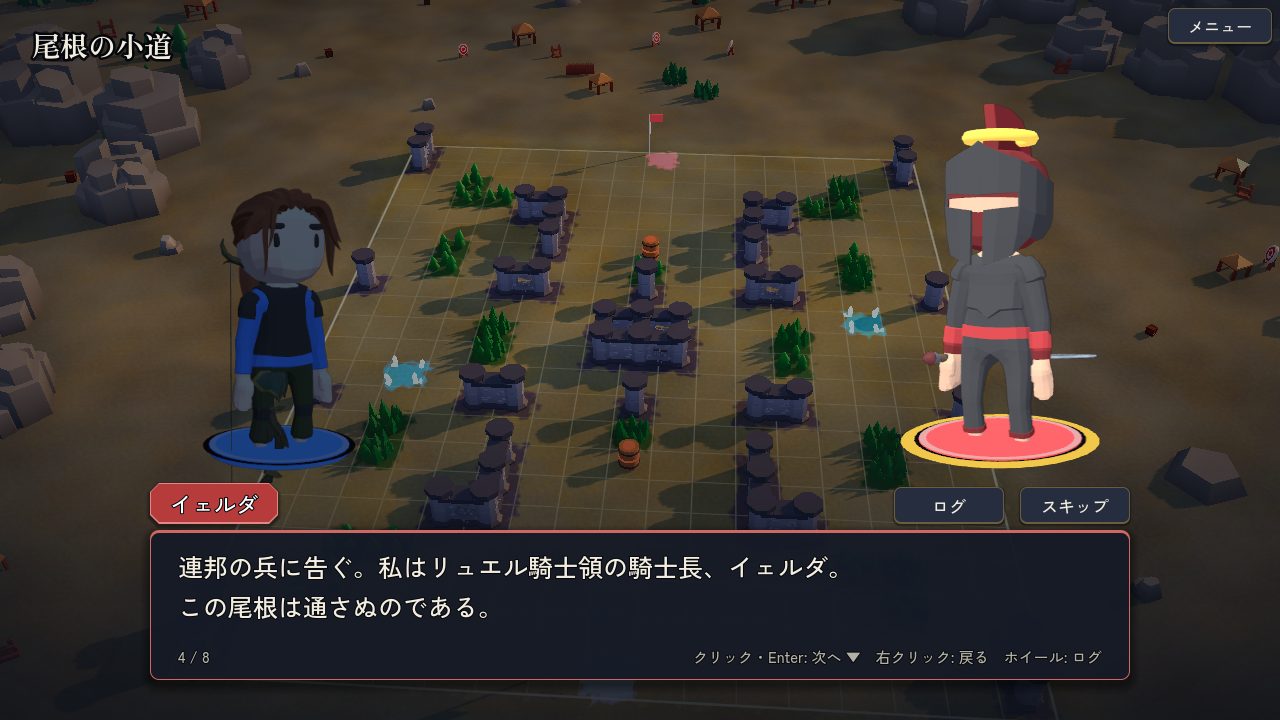 尾根の小道
メニュー
イェルダ
ログ
スキップ
連邦の兵に告ぐ。私はリュエル騎士領の騎士長、イェルダ。
この尾根は通さぬのである。
4 / 8
クリック・Enter: 次へ ▼ 右クリック: 戻る ホイール: ログ